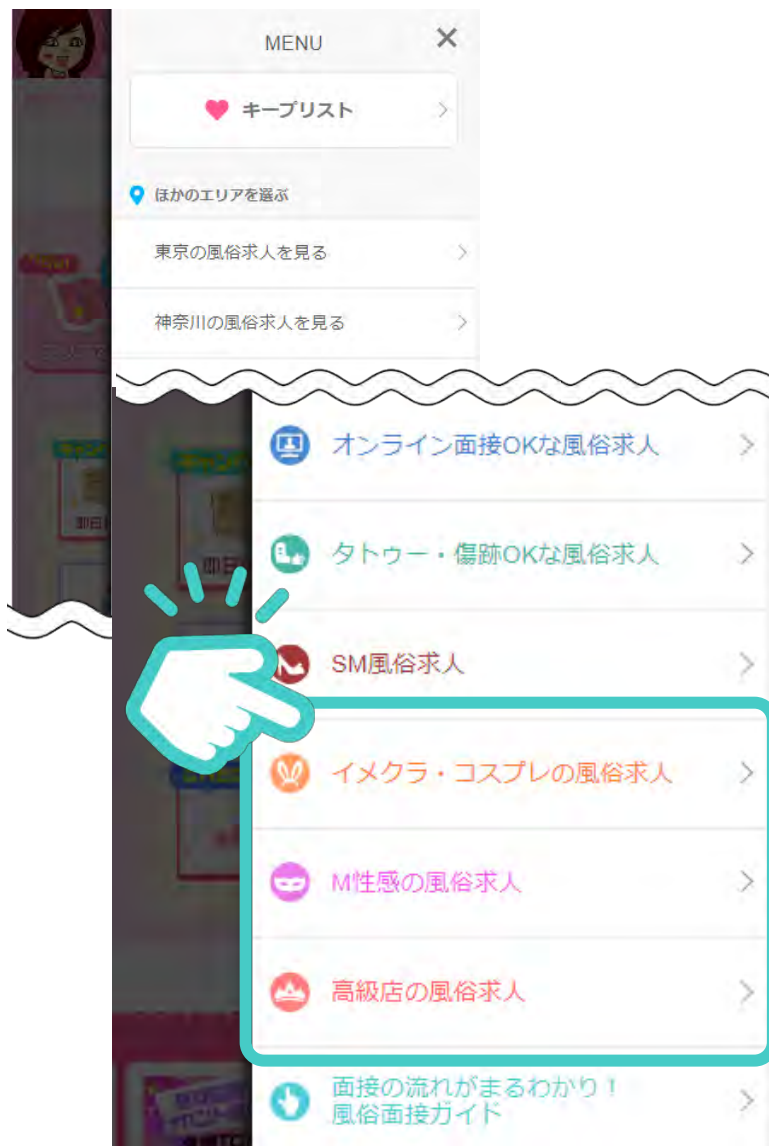 MENU
キープリスト
ほかのエリアを選ぶ
東京の風俗求人を見る
神奈川の風俗求人を見る
オンライン面接OKな風俗求人
タトゥー・傷跡OKな風俗求人
SM風俗求人
イメクラ・コスプレの風俗求人
M性感の風俗求人
高級店の風俗求人
面接の流れがまるわかり！
風俗面接ガイド